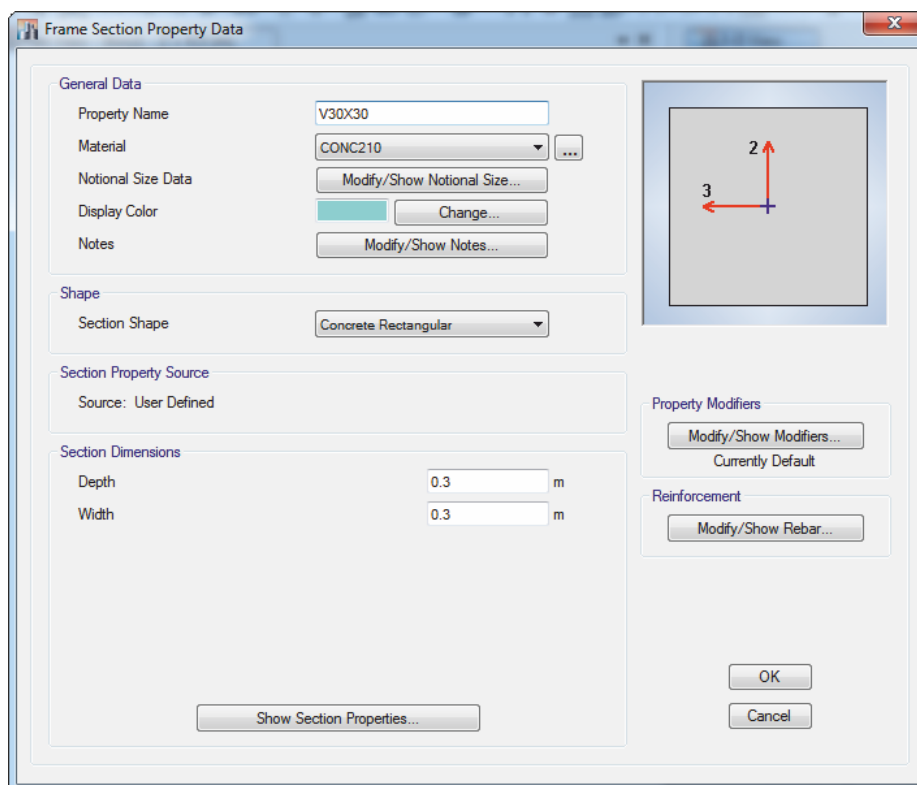 Frame Section Property Data
General Data
Property Name V30X30
Material CONC210 ...
Notional Size Data Modify/Show Notional Size...
Display Color Change...
Notes Modify/Show Notes...
Shape
Section Shape Concrete Rectangular
Section Property Source
Source: User Defined
Section Dimensions
Depth 0.3 m
Width 0.3 m
Show Section Properties...
2
3
Property Modifiers
Modify/Show Modifiers...
Currently Default
Reinforcement
Modify/Show Rebar...
OK
Cancel